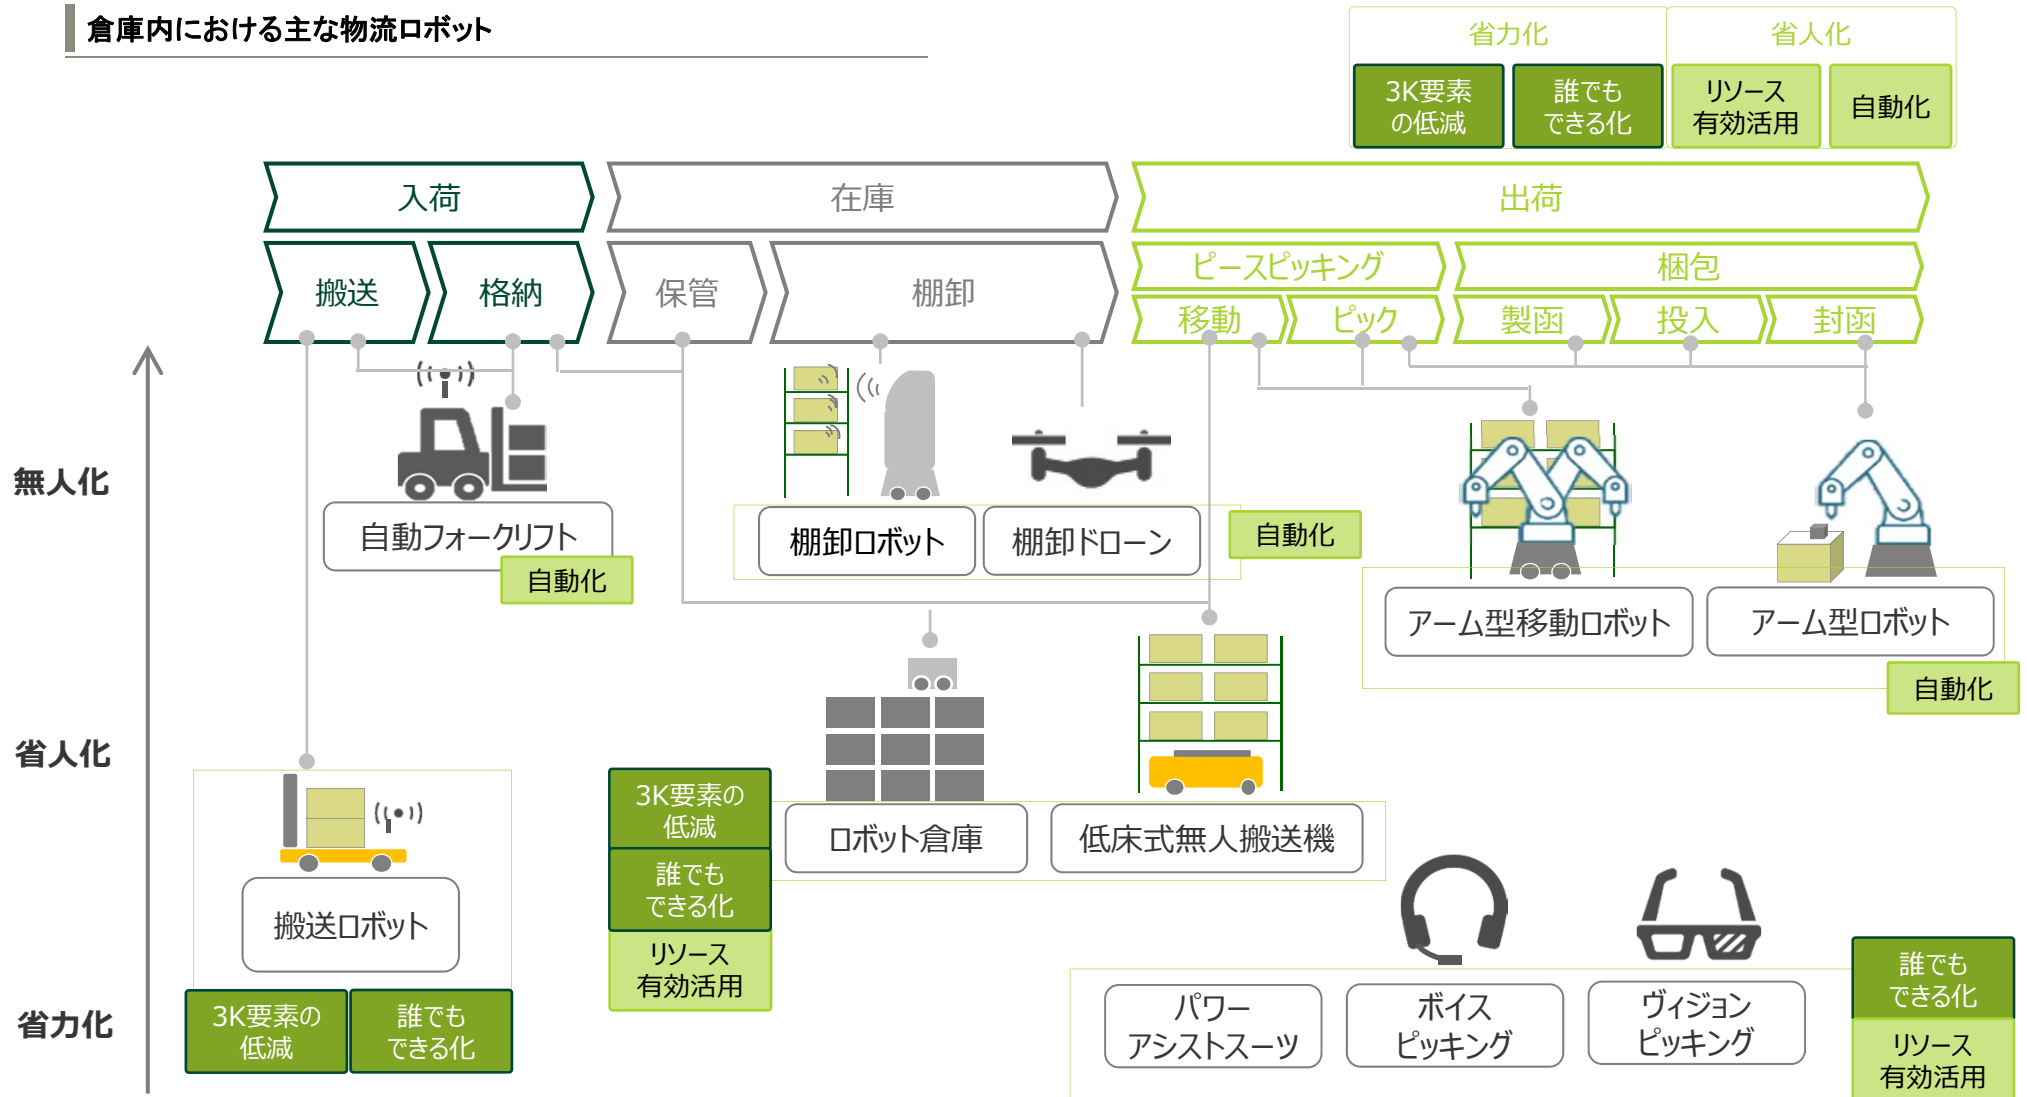 倉庫内における主な物流ロボット
省力化
省人化
3K要素
の低減
誰でも
できる化
リソース
有効活用
自動化
入荷
在庫
出荷
搬送
格納
保管
棚卸
ピースピッキング
梱包
移動
ピック
製函
投入
封函
無人化
自動フォークリフト
自動化
棚卸ロボット
棚卸ドローン
自動化
アーム型移動ロボット
アーム型ロボット
自動化
省人化
3K要素の
低減
誰でも
できる化
リソース
有効活用
ロボット倉庫
低床式無人搬送機
搬送ロボット
3K要素の
低減
誰でも
できる化
省力化
パワー
アシストスーツ
ボイス
ピッキング
ヴィジョン
ピッキング
誰でも
できる化
リソース
有効活用